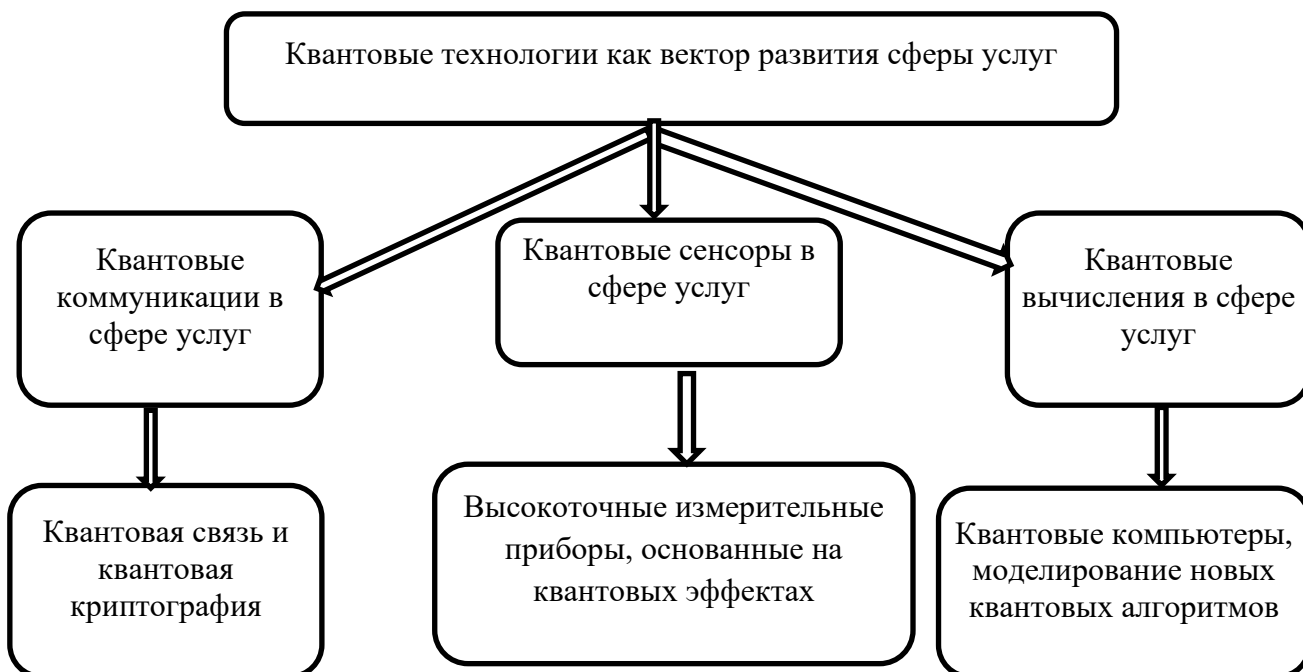 Квантовые технологии как вектор развития сферы услуг
Квантовые
коммуникации в
сфере услуг
Квантовые сенсоры в
сфере услуг
Квантовые
вычисления в сфере
услуг
Квантовая связь и
квантовая
криптография
Высокоточные измерительные
приборы, основанные на
квантовых эффектах
Квантовые компьютеры,
моделирование новых
квантовых алгоритмов